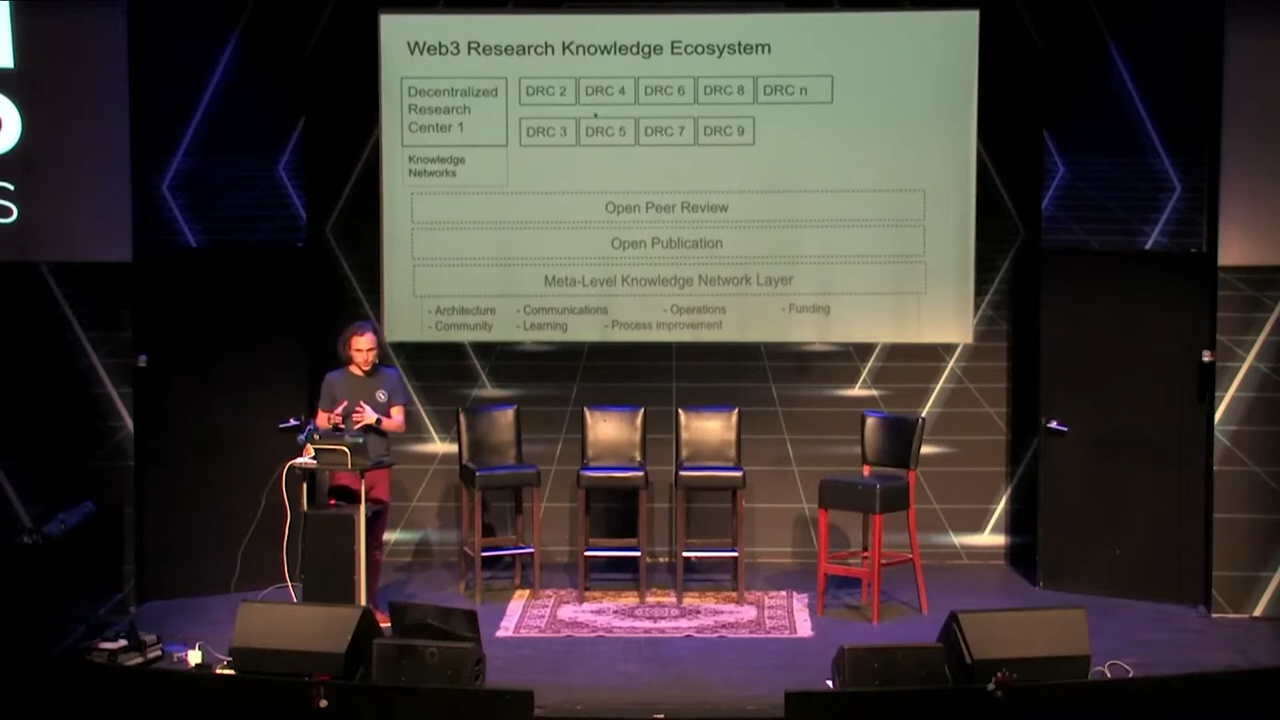 Web3 Research Knowledge Ecosystem
Decentralized
Research
Center 1
DRC 2 DRC 4 DRC 6 DRC 8 DRC n
DRC 3 DRC 5 DRC 7 DRC 9
Knowledge
Networks
Open Peer Review
Open Publication
Meta-Level Knowledge Network Layer
- Architecture - Communications - Operations - Funding
- Community - Learning - Process improvement
S